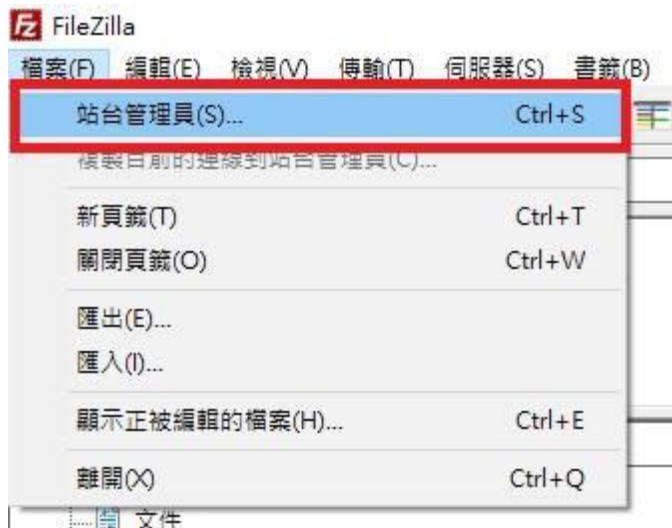 FileZilla
檔案(F) 編輯(E) 檢視(V) 傳輸(T) 伺服器(S) 書籤(B)
站台管理員(S)... Ctrl+S
複製目前的連線到站台管理員(C)...
新頁籤(T) Ctrl+T
關閉頁籤(O) Ctrl+W
匯出(E)...
匯入(I)...
顯示正被編輯的檔案(H)... Ctrl+E
離開(X) Ctrl+Q
文件